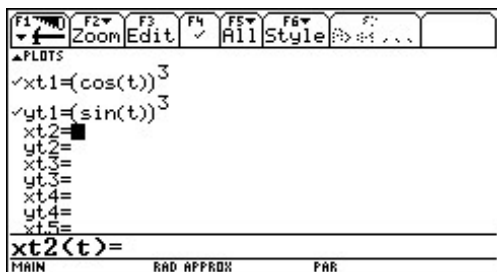 F1 F2 F3 F4 F5 F6 F7
Zoom Edit ✓ All Style
▲PLOTS
✓xt1=(cos(t))³
✓yt1=(sin(t))³
xt2=
yt2=
xt3=
yt3=
xt4=
yt4=
xt5=
xt2(t)=
MAIN RAD APPROX PAR